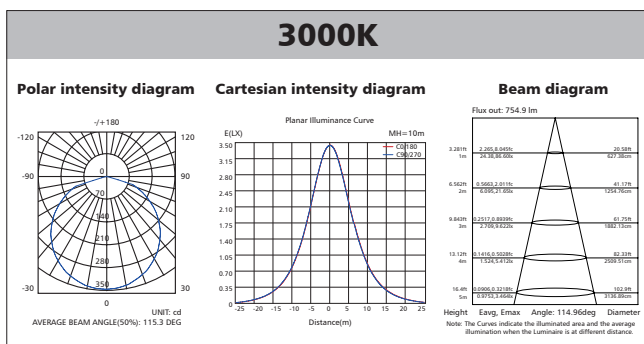 3000K
Polar intensity diagram
-/+180
-120
120
-90
90
0
70
140
210
280
350
-30
30
0
UNIT: cd
AVERAGE BEAM ANGLE(50%): 115.3 DEG
Cartesian intensity diagram
Planar Illuminance Curve
E(LX)
MH=10m
C0/180
C90/270
3.50
3.15
2.80
2.45
2.10
1.75
1.40
1.05
0.70
0.35
-25 -20 -15 -10 -5 0 5 10 15 20 25
Distance(m)
Beam diagram
Flux out: 754.9 lm
3.281ft 2.265,8.045fc 20.58ft
1m 24.38,86.60lx 627.38cm
6.562ft 0.5663,2.011fc 41.17ft
2m 6.095,21.65lx 1254.76cm
9.843ft 0.2517,0.8939fc 61.75ft
3m 2.709,9.622lx 1882.13cm
13.12ft 0.1410,0.5028fc 82.33ft
4m 1.524,5.412lx 2509.51cm
16.4ft 0.0906,0.3218fc 102.9ft
5m 0.9753,3.464lx 3136.89cm
Height Eavg, Emax Angle: 114.96deg Diameter
Note: The Curves indicate the illuminated area and the average
illumination when the Luminaire is at different distance.